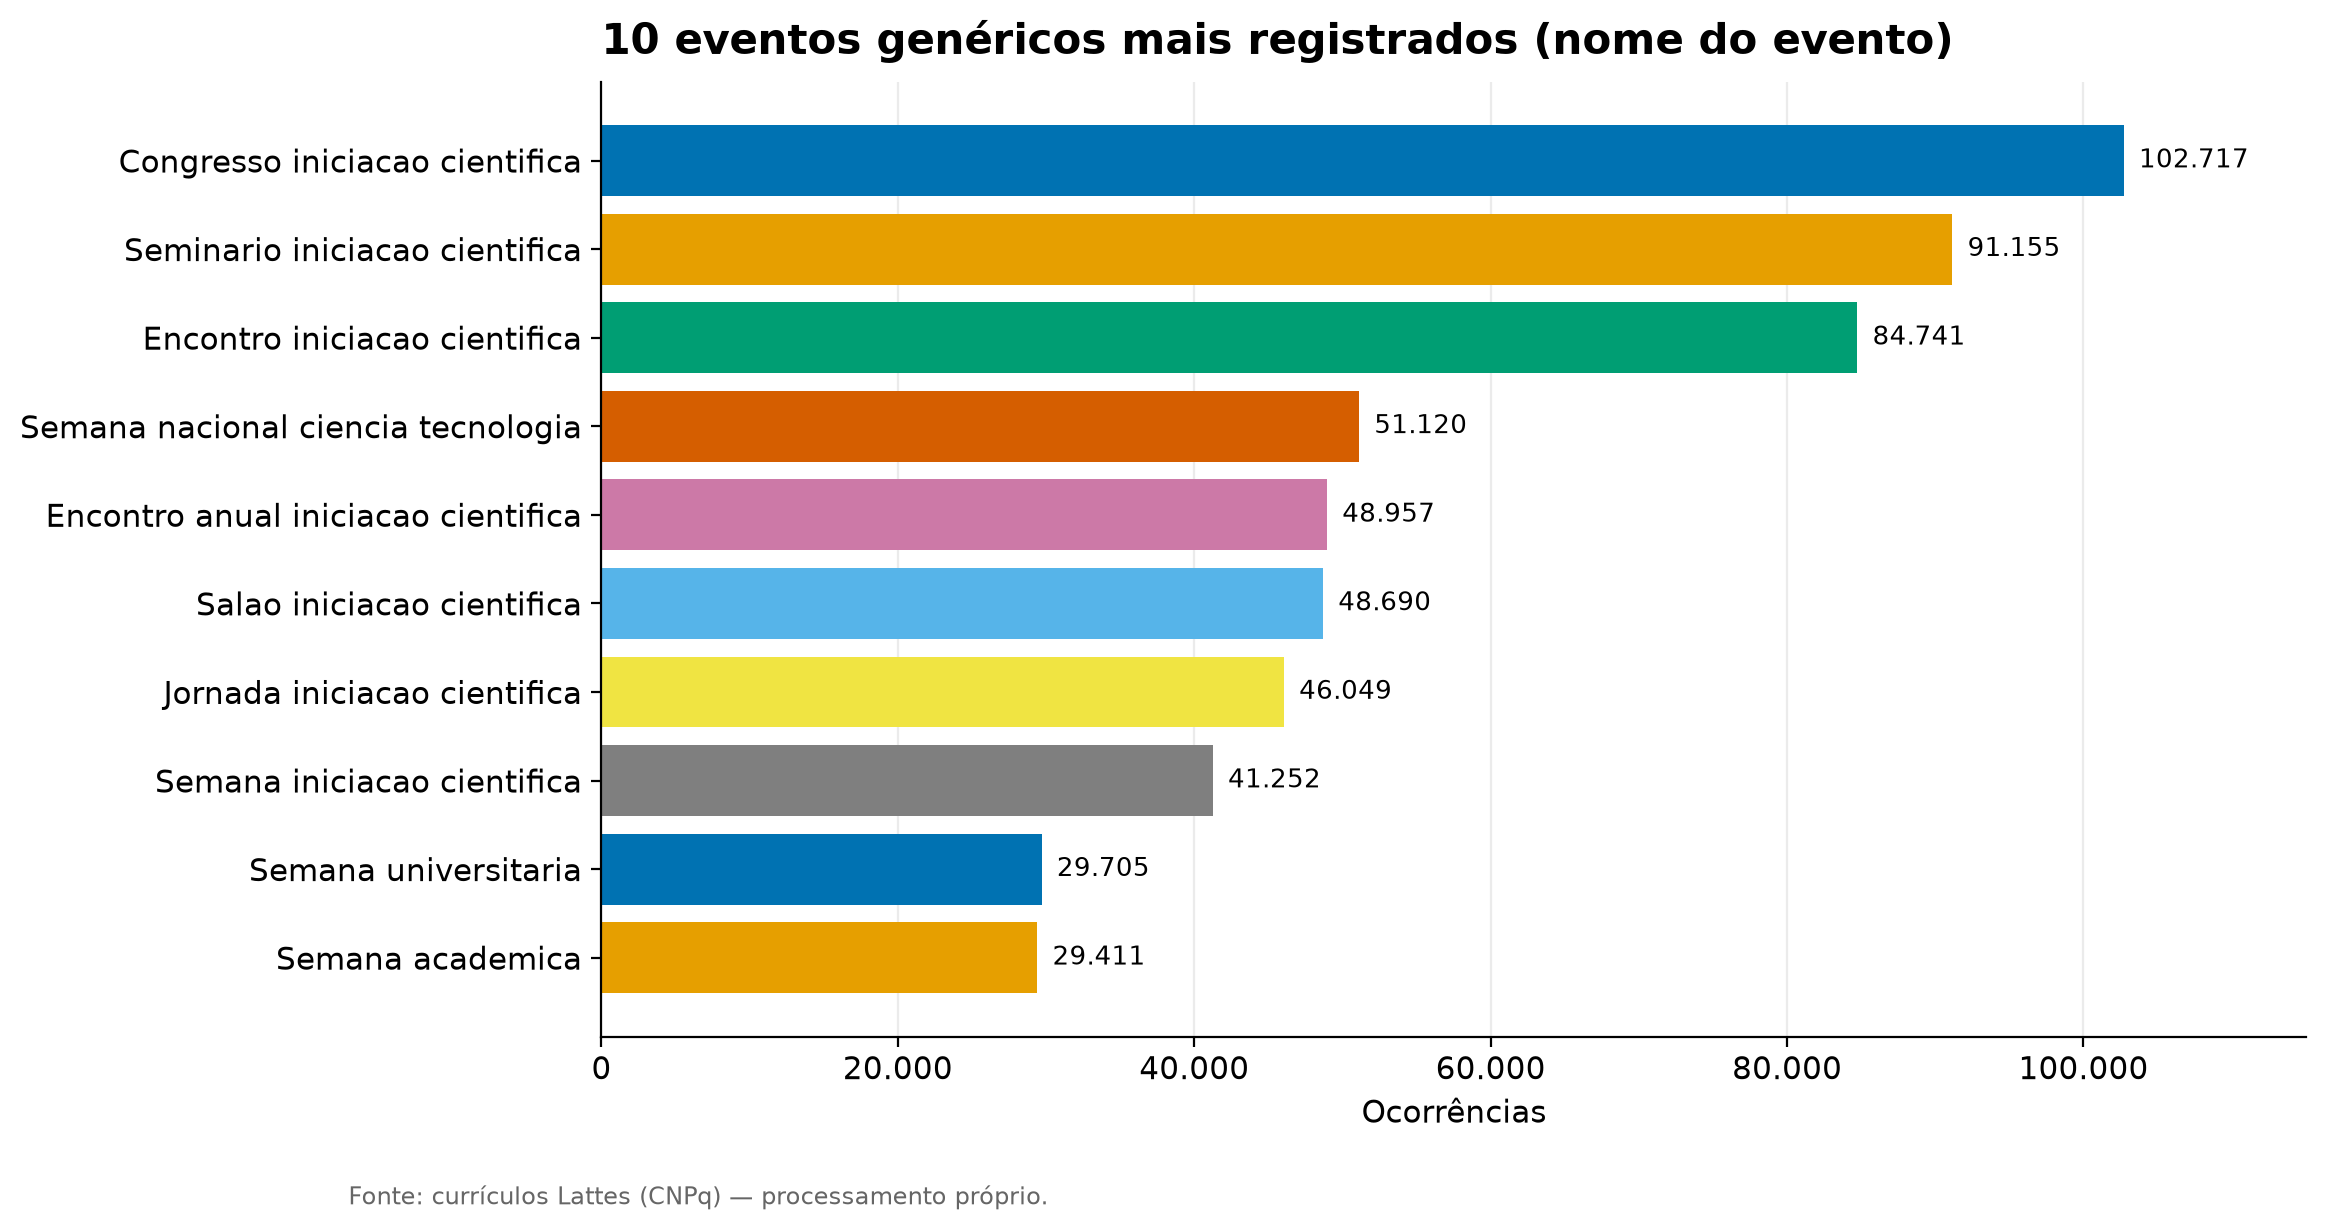 10 eventos genéricos mais registrados (nome do evento)
Congresso iniciacao cientifica
102.717
Seminario iniciacao cientifica
91.155
Encontro iniciacao cientifica
84.741
Semana nacional ciencia tecnologia
51.120
Encontro anual iniciacao cientifica
48.957
Salao iniciacao cientifica
48.690
Jornada iniciacao cientifica
46.049
Semana iniciacao cientifica
41.252
Semana universitaria
29.705
Semana academica
29.411
0 20.000 40.000 60.000 80.000 100.000
Ocorrências
Fonte: currículos Lattes (CNPq) — processamento próprio.